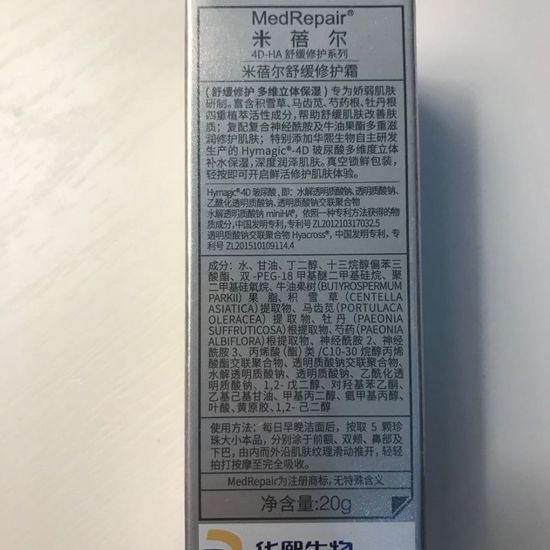 MedRepair®
米蓓尔
4D-HA 舒缓修护系列
米蓓尔舒缓修护霜
(舒缓修护 多维立体保湿) 专为娇弱肌肤
研制。富含积雪草、马齿苋、芍药根、牡丹根
四重植萃活性成分，帮助舒缓肌肤改善肤
质；复配复合神经酰胺及牛油果酯多重滋
润修护肌肤；特别添加华熙生物自主研发
生产的 Hymagic®-4D 玻尿酸多维度立体
补水保湿，深度润泽肌肤。真空锁鲜包装，
轻按即可开启鲜活修护肌肤体验。
Hymagic®-4D 玻尿酸，即：水解透明质酸钠、透明质酸钠、
乙酰化透明质酸钠、透明质酸钠交联聚合物
水解透明质酸钠 miniHA®，依照一种专利方法获得的物
质成分，中国发明专利，专利号 ZL201210317032.5
透明质酸钠交联聚合物 Hyacross®，中国发明专利，专
利号 ZL201510109114.4
成分：水、甘油、丁二醇、十三烷醇偏苯三
酸酯、双 -PEG-18 甲基醚二甲基硅烷、聚
二甲基硅氧烷、牛油果树 (BUTYROSPERMUM
PARKII) 果脂、积雪草 (CENTELLA
ASIATICA) 提取物、马齿苋 (PORTULACA
OLERACEA) 提取物、牡丹 (PAEONIA
SUFFRUTICOSA) 根提取物、芍药 (PAEONIA
ALBIFLORA) 根提取物、神经酰胺 2、神经
酰胺 3、丙烯酸 (酯) 类 /C10-30 烷醇丙烯
酸酯交联聚合物、透明质酸钠交联聚合物、
水解透明质酸钠、透明质酸钠、乙酰化透
明质酸钠、1,2- 戊二醇、对羟基苯乙酮、
乙基己基甘油、甲基丙二醇、氨甲基丙醇、
叶酸、黄原胶、1,2- 己二醇
使用方法：每日早晚洁面后，按取 5 颗珍
珠大小本品，分别涂于前额、双颊、鼻部及
下巴，由内而外沿肌肤纹理滑动推开，轻轻
拍打按摩至完全吸收。
MedRepair为注册商标，无特殊含义
净含量:20g
华熙生物